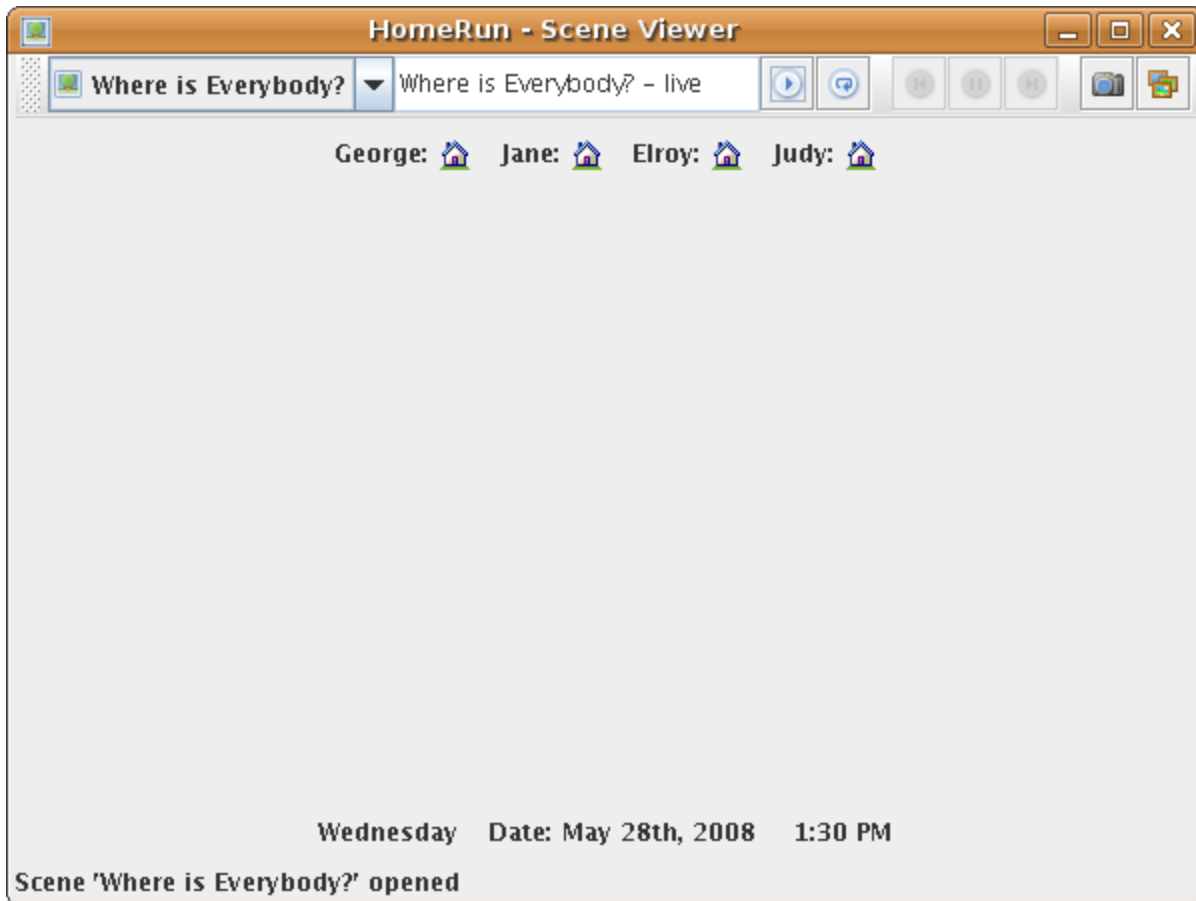 HomeRun - Scene Viewer
Where is Everybody? Where is Everybody? - live
George: Jane: Elroy: Judy:
Wednesday Date: May 28th, 2008 1:30 PM
Scene 'Where is Everybody?' opened